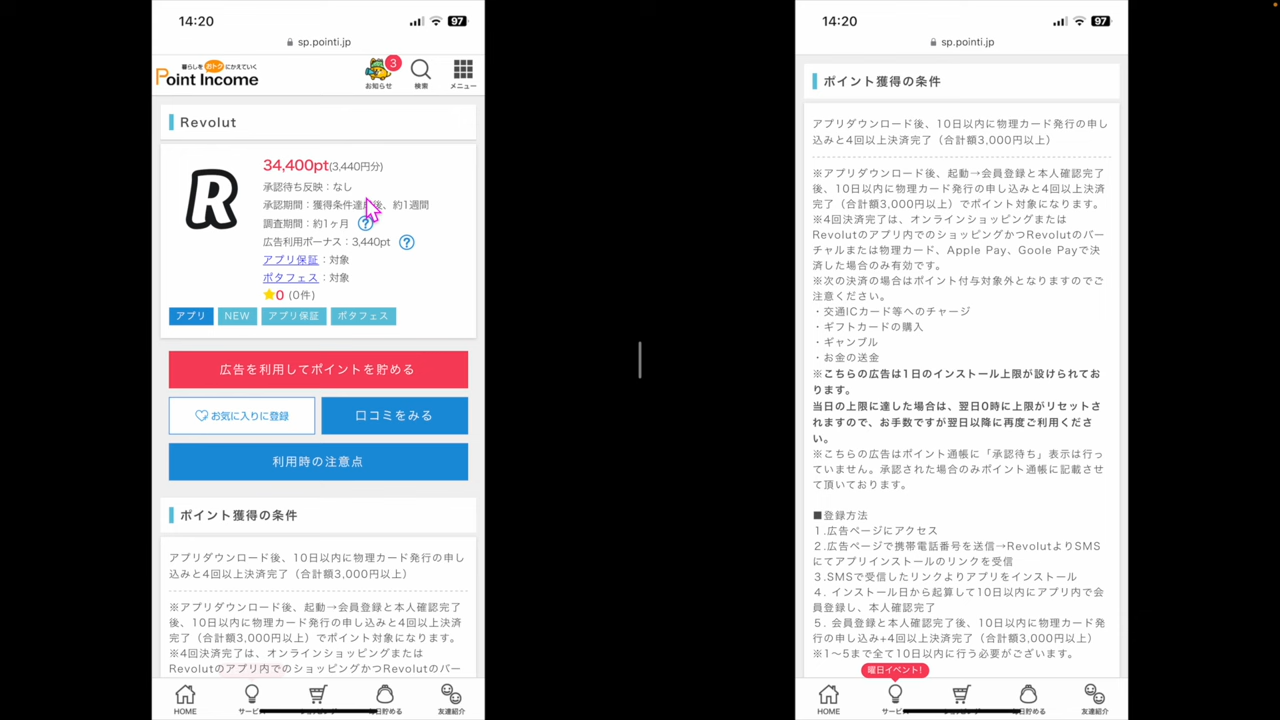 14:20
97
sp.pointi.jp
暮らしをおトクにかえていく
Point Income
3
お知らせ
検索
メニュー
Revolut
R
34,400pt(3,440円分)
承認待ち反映：なし
承認期間：獲得条件達成後、約1週間
調査期間：約1ヶ月 ?
広告利用ボーナス：3,440pt ?
アプリ保証：対象
ポタフェス：対象
0 (0件)
アプリ NEW アプリ保証 ポタフェス
広告を利用してポイントを貯める
お気に入りに登録
口コミをみる
利用時の注意点
ポイント獲得の条件
アプリダウンロード後、10日以内に物理カード発行の申し
込みと4回以上決済完了（合計額3,000円以上）
※アプリダウンロード後、起動→会員登録と本人確認完了
後、10日以内に物理カード発行の申し込みと4回以上決済
完了（合計額3,000円以上）でポイント対象になります。
※4回決済完了は、オンラインショッピングまたは
Revolutのアプリ内でのショッピングかつRevolutのバー
HOME
友達紹介
14:20
97
sp.pointi.jp
ポイント獲得の条件
アプリダウンロード後、10日以内に物理カード発行の申し
込みと4回以上決済完了（合計額3,000円以上）
※アプリダウンロード後、起動→会員登録と本人確認完了
後、10日以内に物理カード発行の申し込みと4回以上決済
完了（合計額3,000円以上）でポイント対象になります。
※4回決済完了は、オンラインショッピングまたは
Revolutのアプリ内でのショッピングかつRevolutのバー
チャルまたは物理カード、Apple Pay、Goole Payで決
済した場合のみ有効です。
※次の決済の場合はポイント付与対象外となりますのでご
注意ください。
・交通ICカード等へのチャージ
・ギフトカードの購入
・ギャンブル
・お金の送金
※こちらの広告は1日のインストール上限が設けられてお
ります。
当日の上限に達した場合は、翌日0時に上限がリセットさ
れますので、お手数ですが翌日以降に再度ご利用くださ
い。
※こちらの広告はポイント通帳に「承認待ち」表示は行っ
ていません。承認された場合のみポイント通帳に記載させ
て頂いております。
■登録方法
1.広告ページにアクセス
2.広告ページで携帯電話番号を送信→RevolutよりSMS
にてアプリインストールのリンクを受信
3.SMSで受信したリンクよりアプリをインストール
4. インストール日から起算して10日以内にアプリ内で会
員登録し、本人確認完了
5. 会員登録と本人確認完了後、10日以内に物理カード発
行の申し込み+4回以上決済完了（合計額3,000円以上）
※1～5まで全て10日以内に行う必要がございます。
曜日イベント!
HOME
友達紹介